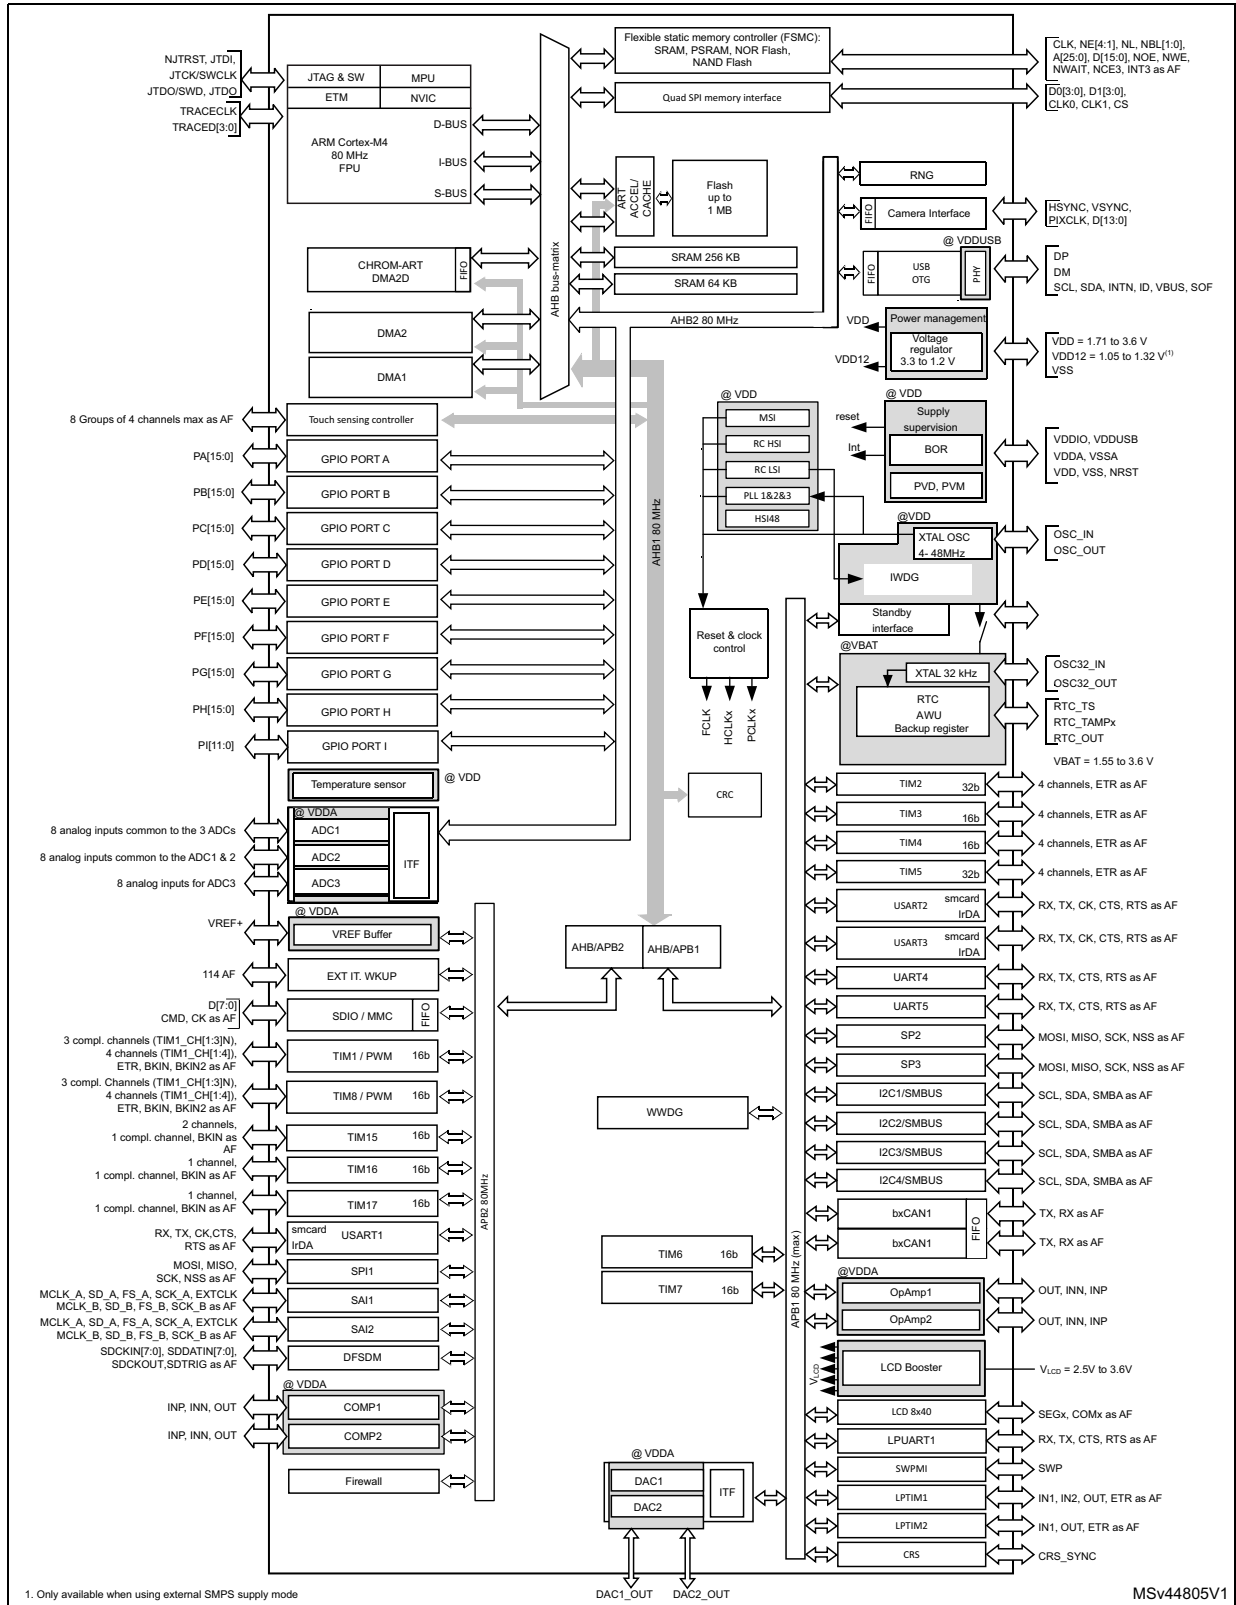 Flexible static memory controller (FSMC):
SRAM, PSRAM, NOR Flash,
NAND Flash
CLK, NE[4:1], NL, NBL[1:0],
A[25:0], D[15:0], NOE, NWE,
NWAIT, NCE3, INT3 as AF
Quad SPI memory interface
D0[3:0], D1[3:0],
CLK0, CLK1, CS
NJTRST, JTDI,
JTCK/SWCLK
JTDO/SWD, JTDO
TRACECLK
TRACED[3:0]
JTAG & SW
MPU
ETM
NVIC
ARM Cortex-M4
80 MHz
FPU
D-BUS
I-BUS
S-BUS
AHB bus-matrix
ART
ACCEL/
CACHE
Flash
up to
1 MB
SRAM 256 KB
SRAM 64 KB
AHB2 80 MHz
CHROM-ART
DMA2D
FIFO
DMA2
DMA1
RNG
FIFO
Camera Interface
HSYNC, VSYNC,
PIXCLK, D[13:0]
@ VDDUSB
FIFO
USB
OTG
PHY
DP
DM
SCL, SDA, INTN, ID, VBUS, SOF
VDD
VDD12
Power management
Voltage
regulator
3.3 to 1.2 V
VDD = 1.71 to 3.6 V
VDD12 = 1.05 to 1.32 V(1)
VSS
@ VDD
MSI
RC HSI
RC LSI
PLL 1&2&3
HSI48
@ VDD
reset
Int
Supply
supervision
BOR
PVD, PVM
VDDIO, VDDUSB
VDDA, VSSA
VDD, VSS, NRST
@VDD
XTAL OSC
4- 48MHz
IWDG
OSC_IN
OSC_OUT
Standby
interface
@VBAT
XTAL 32 kHz
RTC
AWU
Backup register
OSC32_IN
OSC32_OUT
RTC_TS
RTC_TAMPx
RTC_OUT
VBAT = 1.55 to 3.6 V
Reset & clock
control
FCLK
HCLKx
PCLKx
AHB1 80 MHz
CRC
8 Groups of 4 channels max as AF
Touch sensing controller
PA[15:0]
GPIO PORT A
PB[15:0]
GPIO PORT B
PC[15:0]
GPIO PORT C
PD[15:0]
GPIO PORT D
PE[15:0]
GPIO PORT E
PF[15:0]
GPIO PORT F
PG[15:0]
GPIO PORT G
PH[15:0]
GPIO PORT H
PI[11:0]
GPIO PORT I
Temperature sensor
@ VDD
@ VDDA
8 analog inputs common to the 3 ADCs
ADC1
8 analog inputs common to the ADC1 & 2
ADC2
8 analog inputs for ADC3
ADC3
ITF
@ VDDA
VREF+
VREF Buffer
114 AF
EXT IT. WKUP
D[7:0]
CMD, CK as AF
SDIO / MMC
FIFO
3 compl. channels (TIM1_CH[1:3]N),
4 channels (TIM1_CH[1:4]),
ETR, BKIN, BKIN2 as AF
TIM1 / PWM
16b
3 compl. Channels (TIM1_CH[1:3]N),
4 channels (TIM1_CH[1:4]),
ETR, BKIN, BKIN2 as AF
TIM8 / PWM
16b
2 channels,
1 compl. channel, BKIN as
AF
TIM15
16b
1 channel,
1 compl. channel, BKIN as AF
TIM16
16b
1 channel,
1 compl. channel, BKIN as AF
TIM17
16b
RX, TX, CK,CTS,
RTS as AF
smcard
IrDA
USART1
MOSI, MISO,
SCK, NSS as AF
SPI1
MCLK_A, SD_A, FS_A, SCK_A, EXTCLK
MCLK_B, SD_B, FS_B, SCK_B as AF
SAI1
MCLK_A, SD_A, FS_A, SCK_A, EXTCLK
MCLK_B, SD_B, FS_B, SCK_B as AF
SAI2
SDCKIN[7:0], SDDATIN[7:0],
SDCKOUT,SDTRIG as AF
DFSDM
@ VDDA
INP, INN, OUT
COMP1
INP, INN, OUT
COMP2
Firewall
APB2 80MHz
AHB/APB2
AHB/APB1
WWDG
TIM6
16b
TIM7
16b
@ VDDA
DAC1
DAC2
ITF
DAC1_OUT
DAC2_OUT
APB1 80 MHz (max)
TIM2
32b
4 channels, ETR as AF
TIM3
16b
4 channels, ETR as AF
TIM4
16b
4 channels, ETR as AF
TIM5
32b
4 channels, ETR as AF
USART2
smcard
IrDA
RX, TX, CK, CTS, RTS as AF
USART3
smcard
IrDA
RX, TX, CK, CTS, RTS as AF
UART4
RX, TX, CTS, RTS as AF
UART5
RX, TX, CTS, RTS as AF
SP2
MOSI, MISO, SCK, NSS as AF
SP3
MOSI, MISO, SCK, NSS as AF
I2C1/SMBUS
SCL, SDA, SMBA as AF
I2C2/SMBUS
SCL, SDA, SMBA as AF
I2C3/SMBUS
SCL, SDA, SMBA as AF
I2C4/SMBUS
SCL, SDA, SMBA as AF
bxCAN1
TX, RX as AF
bxCAN1
TX, RX as AF
FIFO
@VDDA
OpAmp1
OUT, INN, INP
OpAmp2
OUT, INN, INP
VLCD
LCD Booster
VLCD = 2.5V to 3.6V
LCD 8x40
SEGx, COMx as AF
LPUART1
RX, TX, CTS, RTS as AF
SWPMI
SWP
LPTIM1
IN1, IN2, OUT, ETR as AF
LPTIM2
IN1, OUT, ETR as AF
CRS
CRS_SYNC
1. Only available when using external SMPS supply mode
MSv44805V1